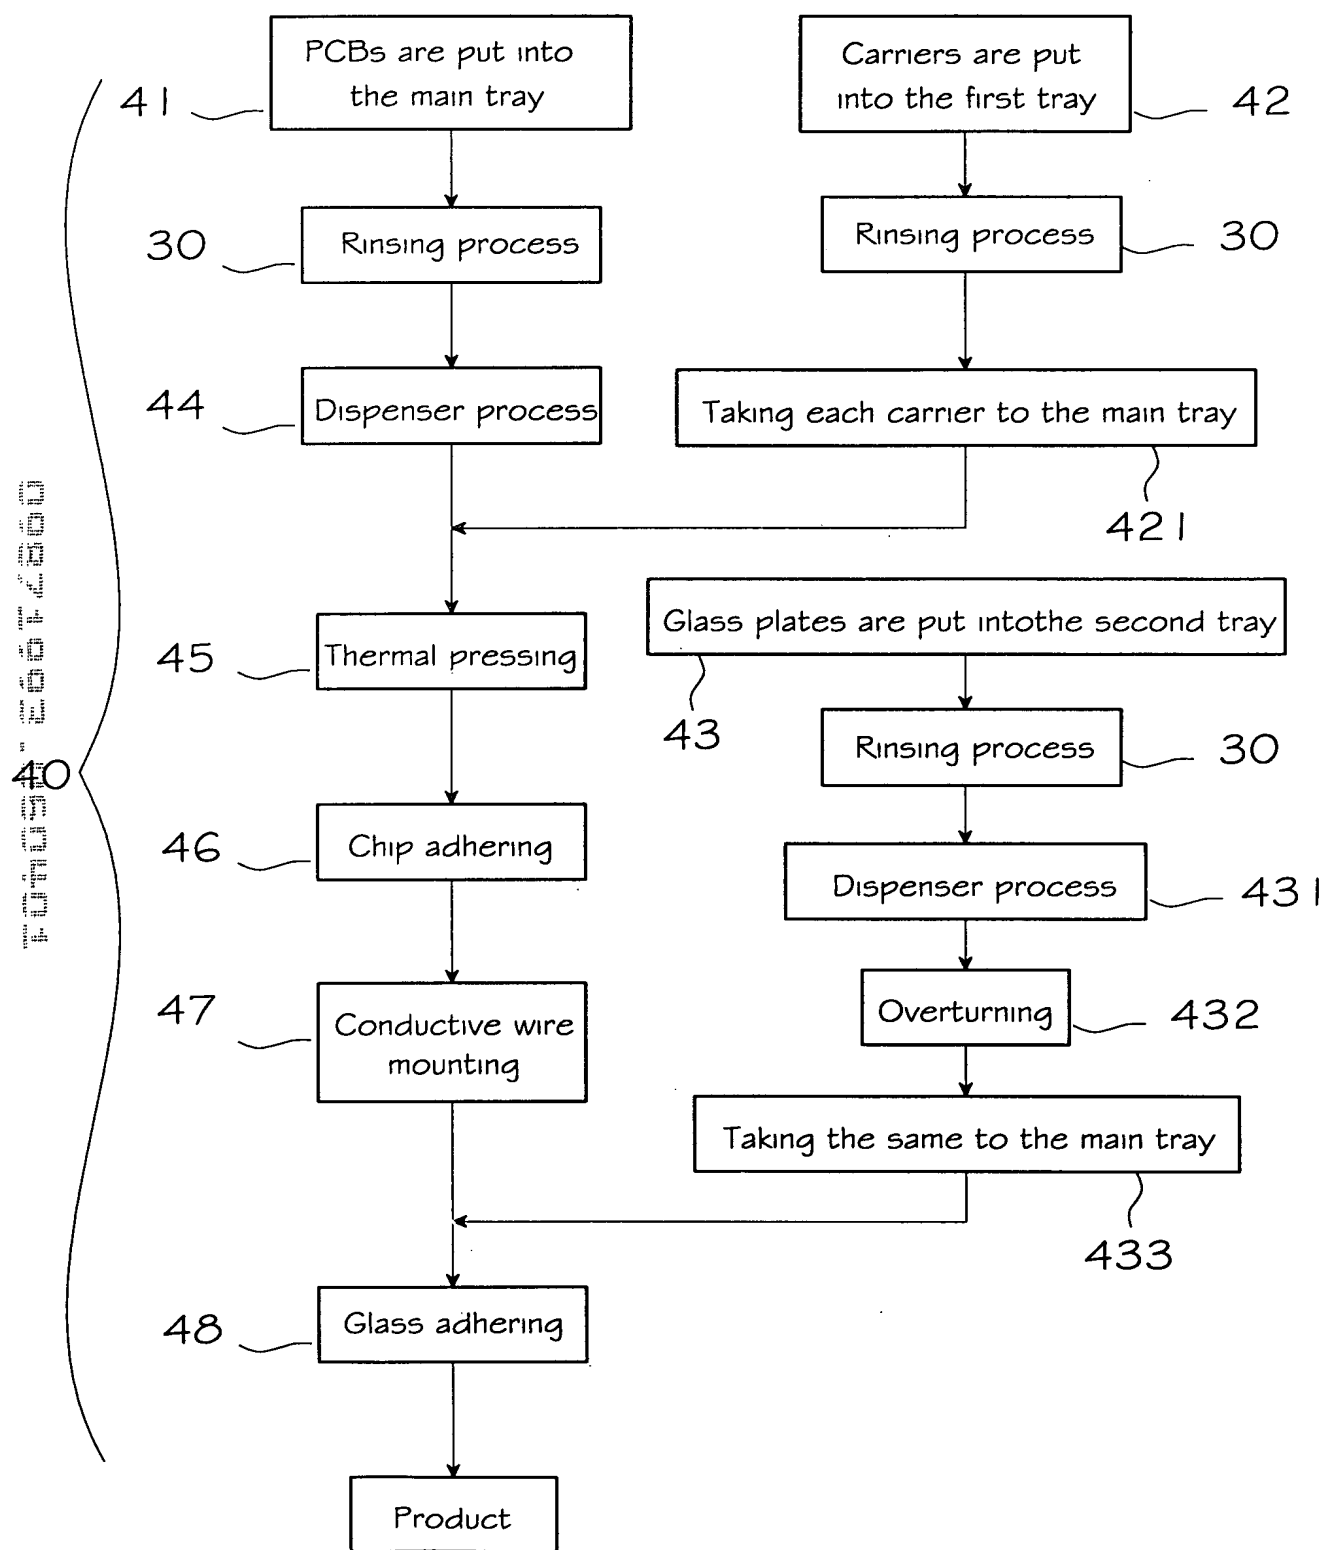 PCBs are put into
the main tray
41
Carriers are put
into the first tray
42
Rinsing process
30
Rinsing process
30
Dispenser process
44
Taking each carrier to the main tray
421
Thermal pressing
45
Glass plates are put intothe second tray
43
Rinsing process
30
40
Chip adhering
46
Dispenser process
431
Conductive wire
mounting
47
Overturning
432
Taking the same to the main tray
433
Glass adhering
48
Product